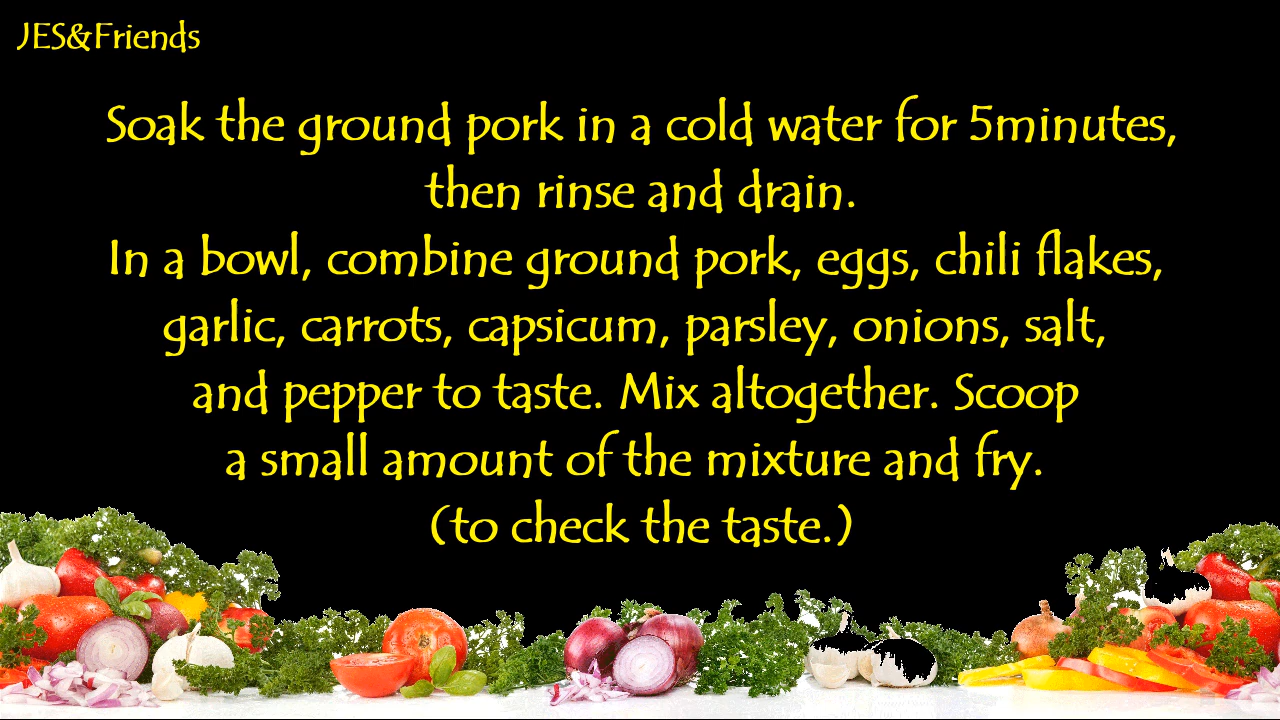 JES&Friends
Soak the ground pork in a cold water for 5minutes,
then rinse and drain.
In a bowl, combine ground pork, eggs, chili flakes,
garlic, carrots, capsicum, parsley, onions, salt,
and pepper to taste. Mix altogether. Scoop
a small amount of the mixture and fry.
(to check the taste.)